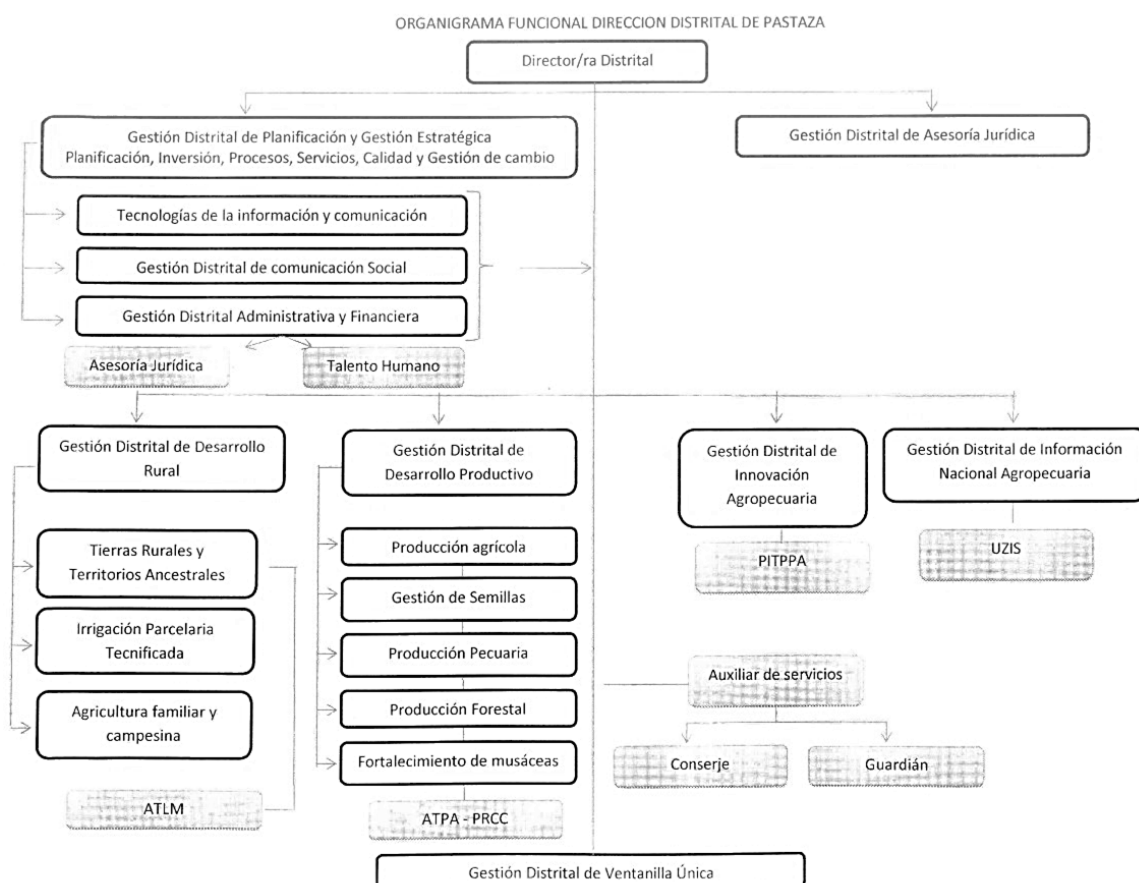 ORGANIGRAMA FUNCIONAL DIRECCION DISTRITAL DE PASTAZA
Director/ra Distrital
Gestión Distrital de Planificación y Gestión Estratégica
Planificación, Inversión, Procesos, Servicios, Calidad y Gestión de cambio
Gestión Distrital de Asesoría Jurídica
Tecnologías de la información y comunicación
Gestión Distrital de comunicación Social
Gestión Distrital Administrativa y Financiera
Asesoría Jurídica
Talento Humano
Gestión Distrital de Desarrollo
Rural
Gestión Distrital de
Desarrollo Productivo
Gestión Distrital de
Innovación
Agropecuaria
Gestión Distrital de Información
Nacional Agropecuaria
Tierras Rurales y
Territorios Ancestrales
Irrigación Parcelaria
Tecnificada
Agricultura familiar y
campesina
ATLM
Producción agrícola
Gestión de Semillas
Producción Pecuaria
Producción Forestal
Fortalecimiento de musáceas
ATPA - PRCC
PITPPA
UZIS
Auxiliar de servicios
Conserje
Guardián
Gestión Distrital de Ventanilla Única